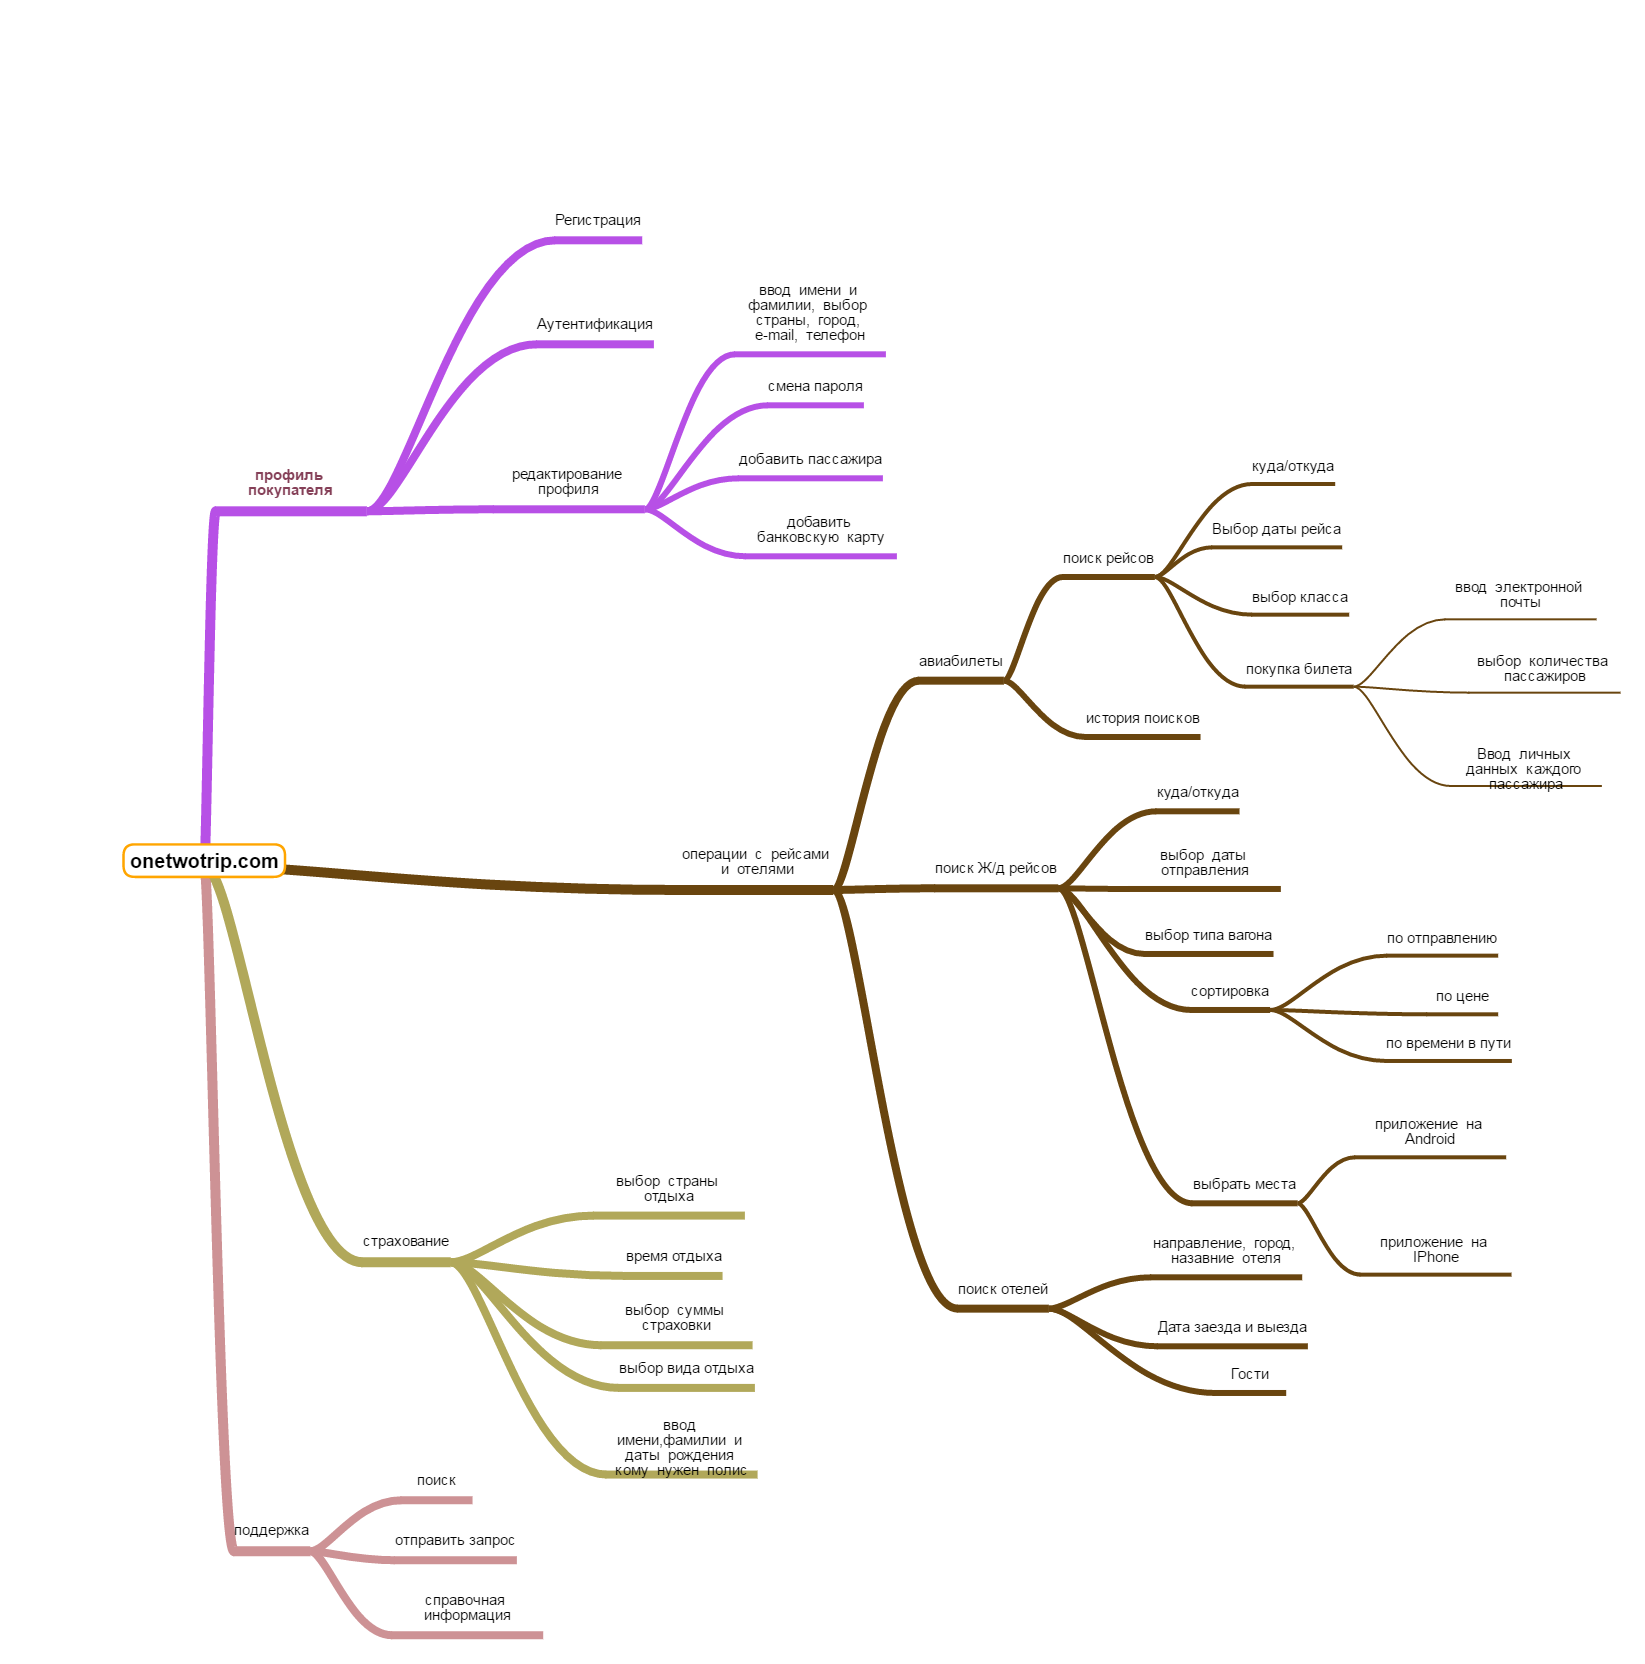 onetwotrip.com
профиль
покупателя
Регистрация
Аутентификация
редактирование
профиля
ввод имени и
фамилии, выбор
страны, город,
e-mail, телефон
смена пароля
добавить пассажира
добавить
банковскую карту
операции с рейсами
и отелями
авиабилеты
поиск рейсов
куда/откуда
Выбор даты рейса
выбор класса
покупка билета
ввод электронной
почты
выбор количества
пассажиров
Ввод личных
данных каждого
пассажира
история поисков
поиск Ж/д рейсов
куда/откуда
выбор даты
отправления
выбор типа вагона
сортировка
по отправлению
по цене
по времени в пути
выбрать места
приложение на
Android
приложение на
IPhone
поиск отелей
направление, город,
назавние отеля
Дата заезда и выезда
Гости
страхование
выбор страны
отдыха
время отдыха
выбор суммы
страховки
выбор вида отдыха
ввод
имени,фамилии и
даты рождения
кому нужен полис
поддержка
поиск
отправить запрос
справочная
информация